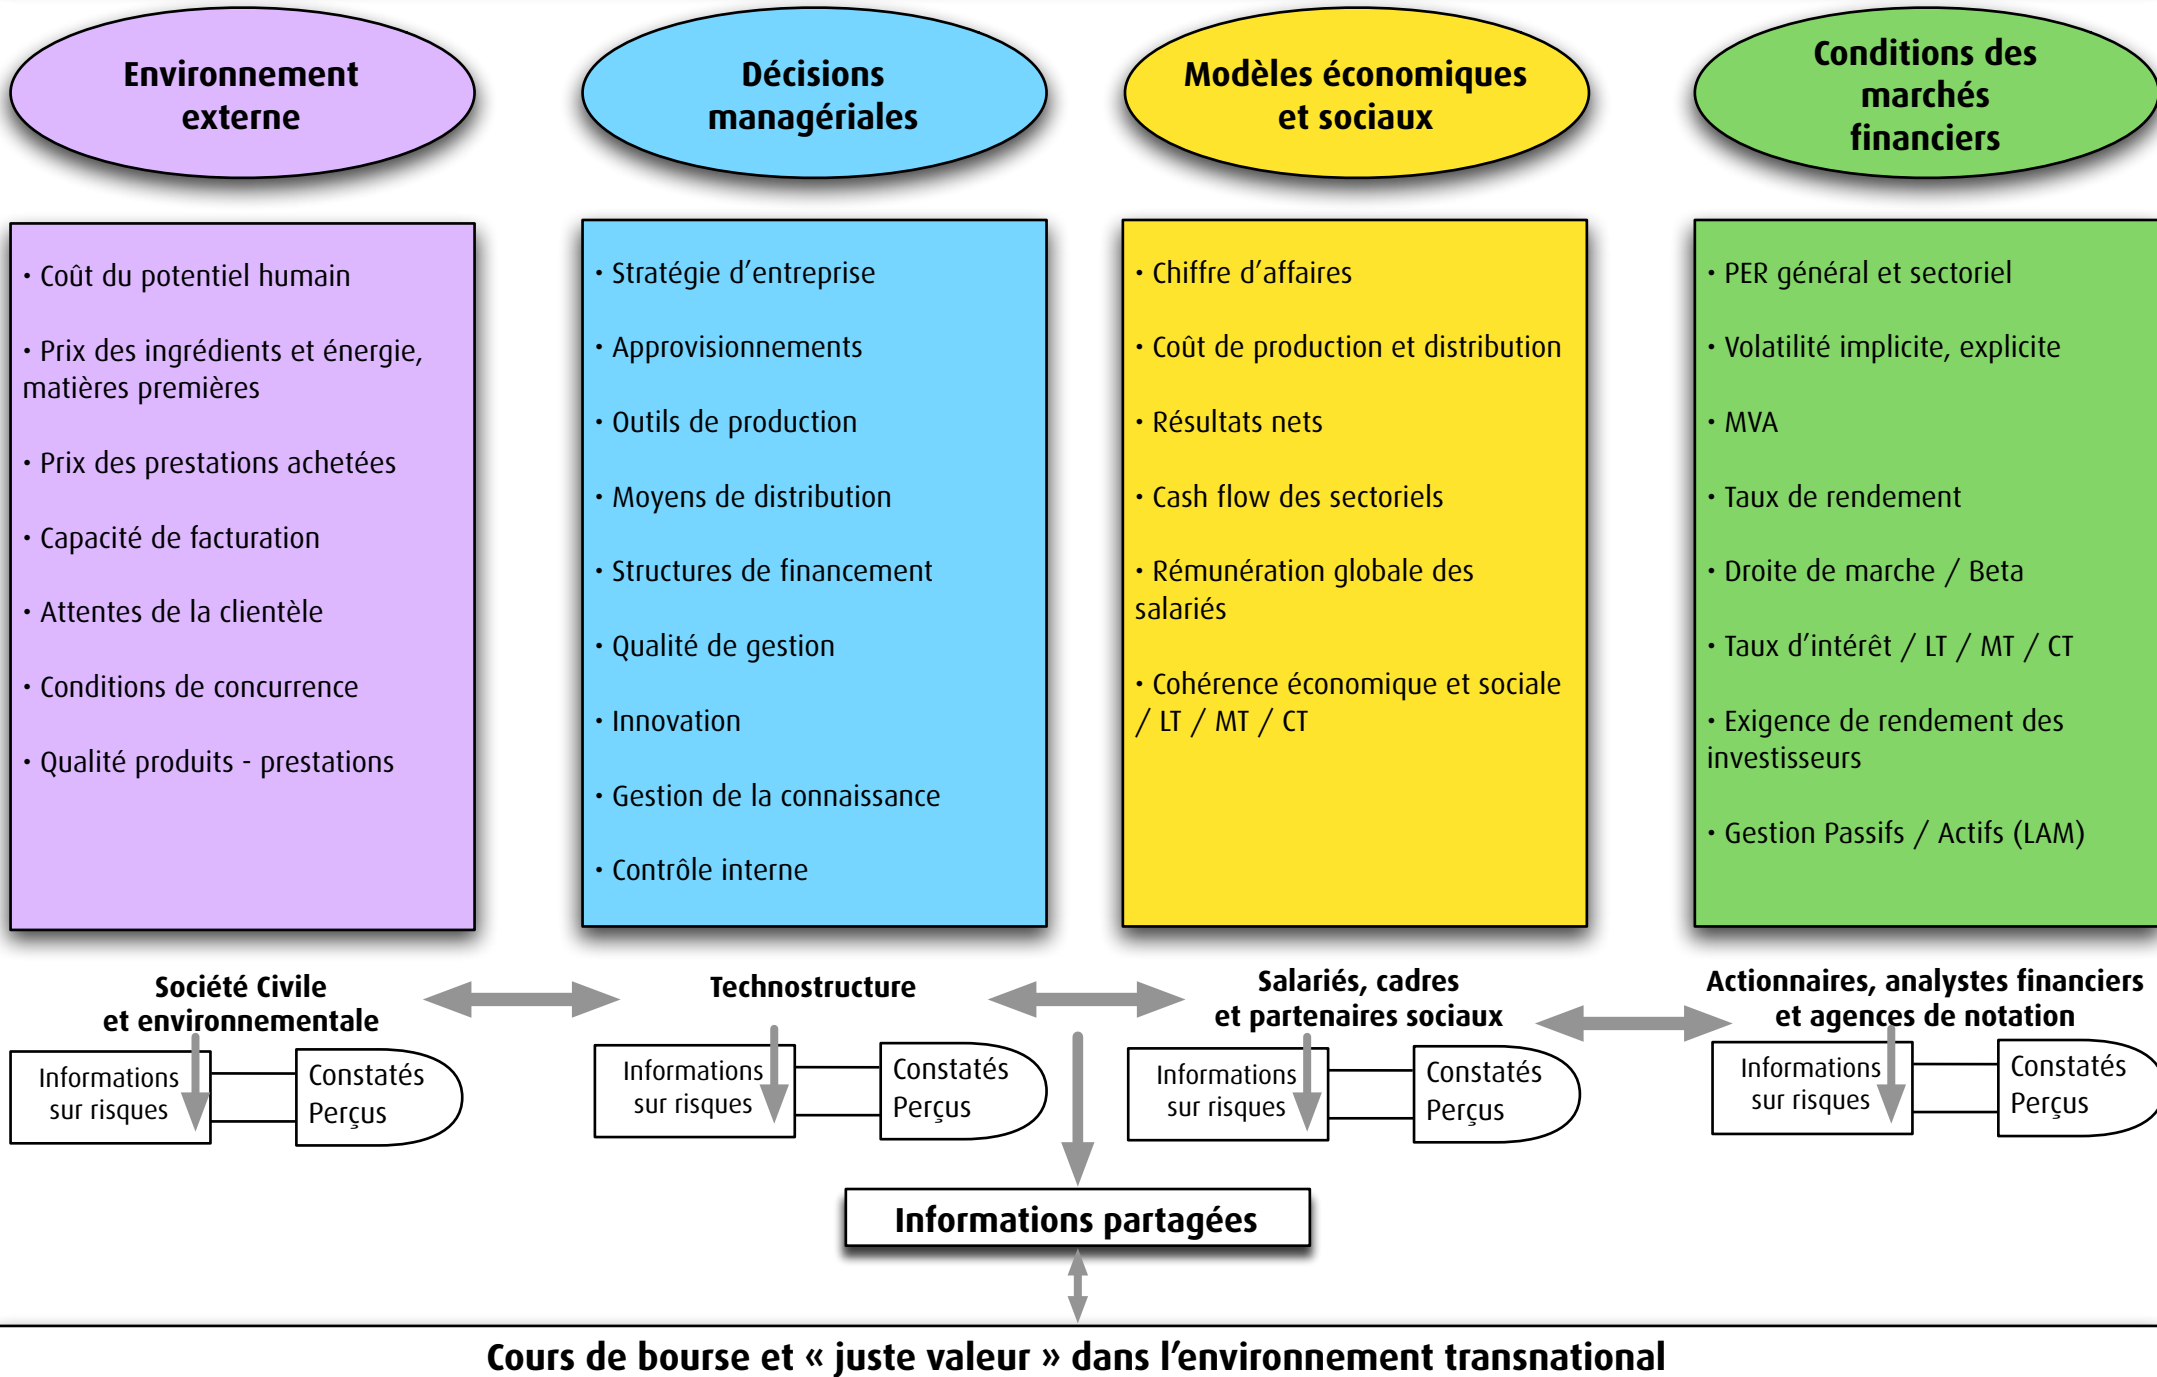 Environnement
externe
Décisions
managériales
Modèles économiques
et sociaux
Conditions des
marchés
financiers
· Coût du potentiel humain
· Prix des ingrédients et énergie,
matières premières
· Prix des prestations achetées
· Capacité de facturation
· Attentes de la clientèle
· Conditions de concurrence
· Qualité produits - prestations
· Stratégie d’entreprise
· Approvisionnements
· Outils de production
· Moyens de distribution
· Structures de financement
· Qualité de gestion
· Innovation
· Gestion de la connaissance
· Contrôle interne
· Chiffre d’affaires
· Coût de production et distribution
· Résultats nets
· Cash flow des sectoriels
· Rémunération globale des
salariés
· Cohérence économique et sociale
/ LT / MT / CT
· PER général et sectoriel
· Volatilité implicite, explicite
· MVA
· Taux de rendement
· Droite de marche / Beta
· Taux d’intérêt / LT / MT / CT
· Exigence de rendement des
investisseurs
· Gestion Passifs / Actifs (LAM)
Société Civile
et environnementale
Technostructure
Salariés, cadres
et partenaires sociaux
Actionnaires, analystes financiers
et agences de notation
Informations
sur risques
Constatés
Perçus
Informations
sur risques
Constatés
Perçus
Informations
sur risques
Constatés
Perçus
Informations
sur risques
Constatés
Perçus
Informations partagées
Cours de bourse et « juste valeur » dans l’environnement transnational